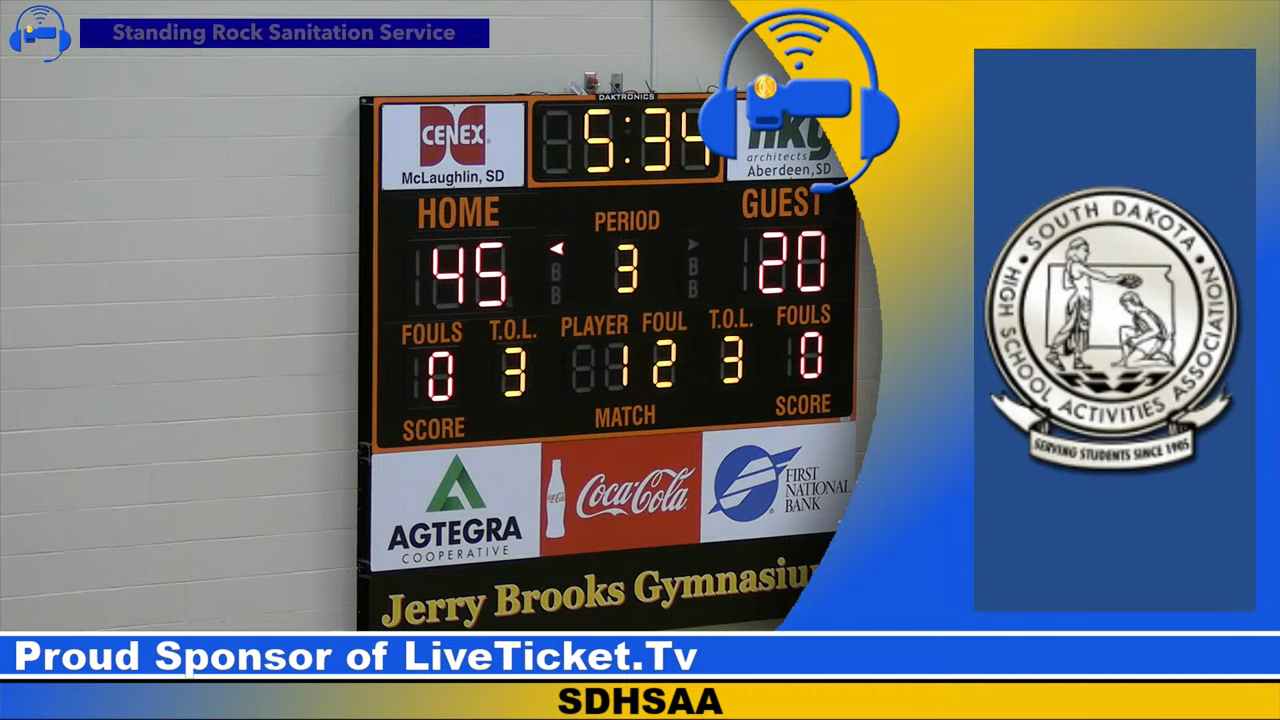 Standing Rock Sanitation Service
DAKTRONICS
CENEX
McLaughlin, SD
5:34
architects
Aberdeen, SD
HOME
PERIOD
GUEST
45
3
20
B
B
B
B
FOULS
T.O.L.
PLAYER
FOUL
T.O.L.
FOULS
0
3
1
2
3
0
SCORE
MATCH
SCORE
AGTEGRA
COOPERATIVE
Coca-Cola
FIRST
NATIONAL
BANK
Jerry Brooks Gymnasiu
SOUTH DAKOTA
HIGH SCHOOL ACTIVITIES ASSOCIATION
SERVING STUDENTS SINCE 1905
Proud Sponsor of LiveTicket.Tv
SDHSAA